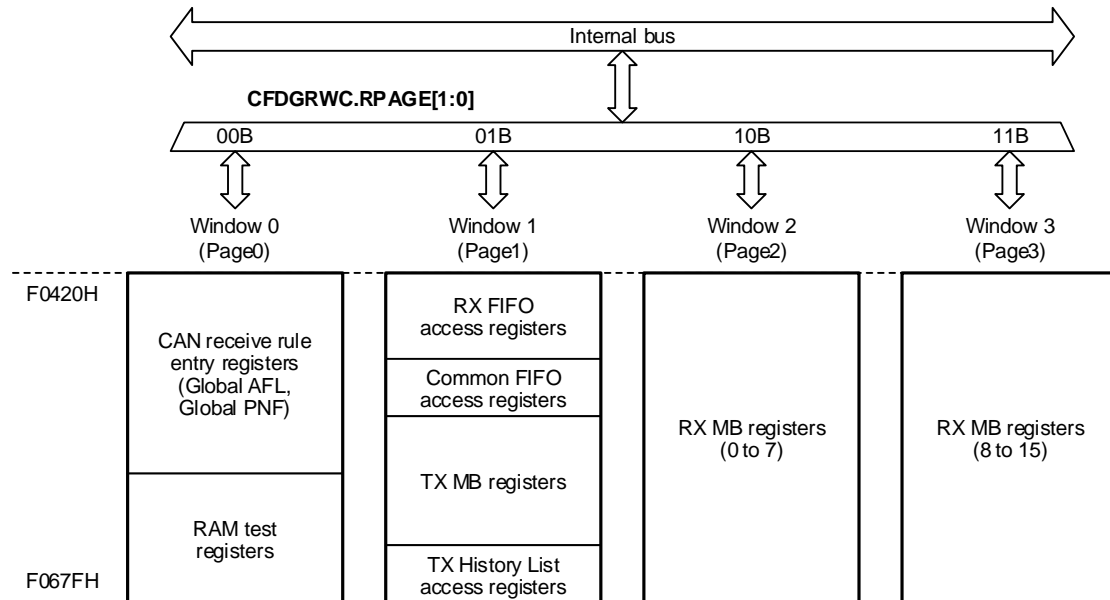 Internal bus
CFDGRWC.RPAGE[1:0]
00B
01B
10B
11B
Window 0
(Page0)
Window 1
(Page1)
Window 2
(Page2)
Window 3
(Page3)
F0420H
CAN receive rule
entry registers
(Global AFL,
Global PNF)
RAM test
registers
RX FIFO
access registers
Common FIFO
access registers
TX MB registers
TX History List
access registers
RX MB registers
(0 to 7)
RX MB registers
(8 to 15)
F067FH